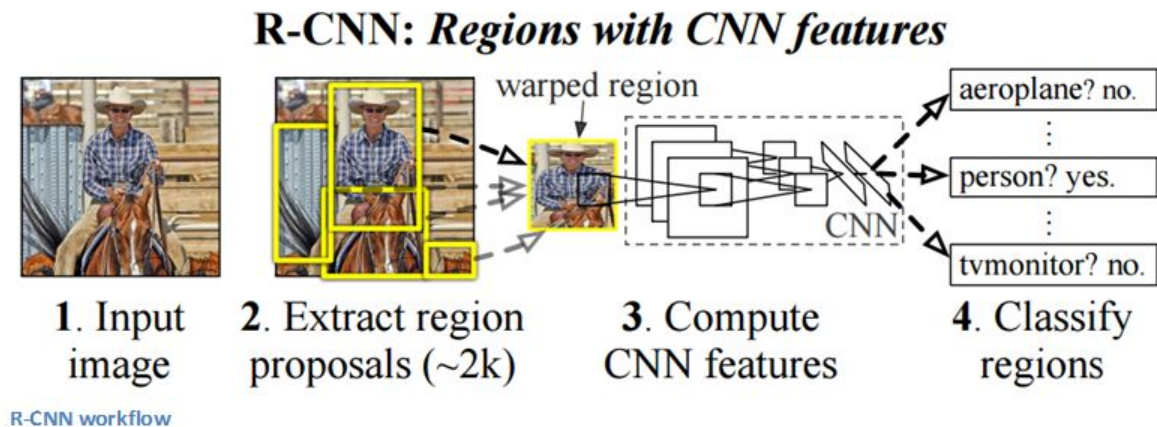 R-CNN: Regions with CNN features
warped region
aeroplane? no.
⋮
person? yes.
⋮
tvmonitor? no.
CNN
1. Input
image
2. Extract region
proposals (~2k)
3. Compute
CNN features
4. Classify
regions
R-CNN workflow